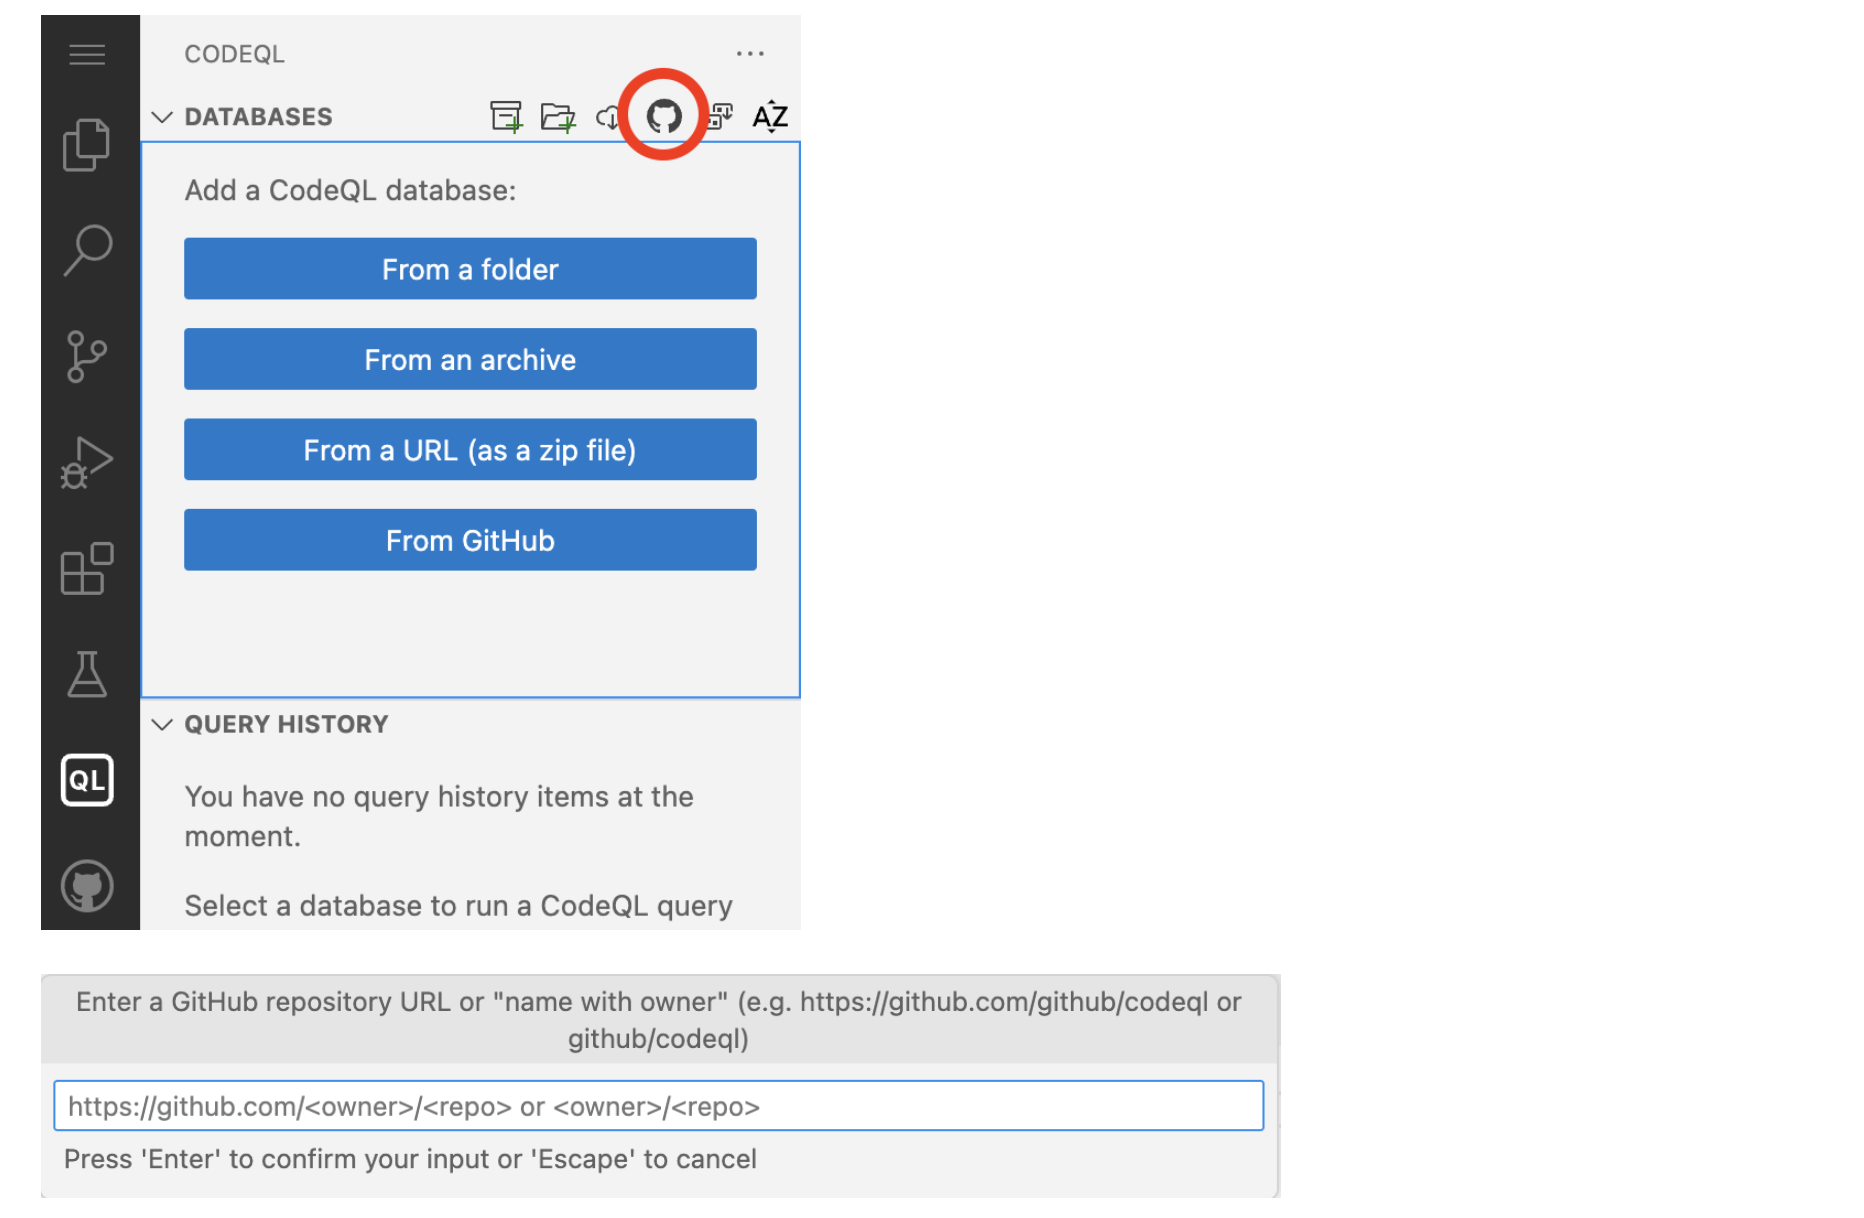 CODEQL
DATABASES
AZ
Add a CodeQL database:
From a folder
From an archive
From a URL (as a zip file)
From GitHub
QUERY HISTORY
You have no query history items at the
moment.
QL
Select a database to run a CodeQL query
Enter a GitHub repository URL or "name with owner" (e.g. https://github.com/github/codeql or
github/codeql)
https://github.com/<owner>/<repo> or <owner>/<repo>
Press 'Enter' to confirm your input or 'Escape' to cancel